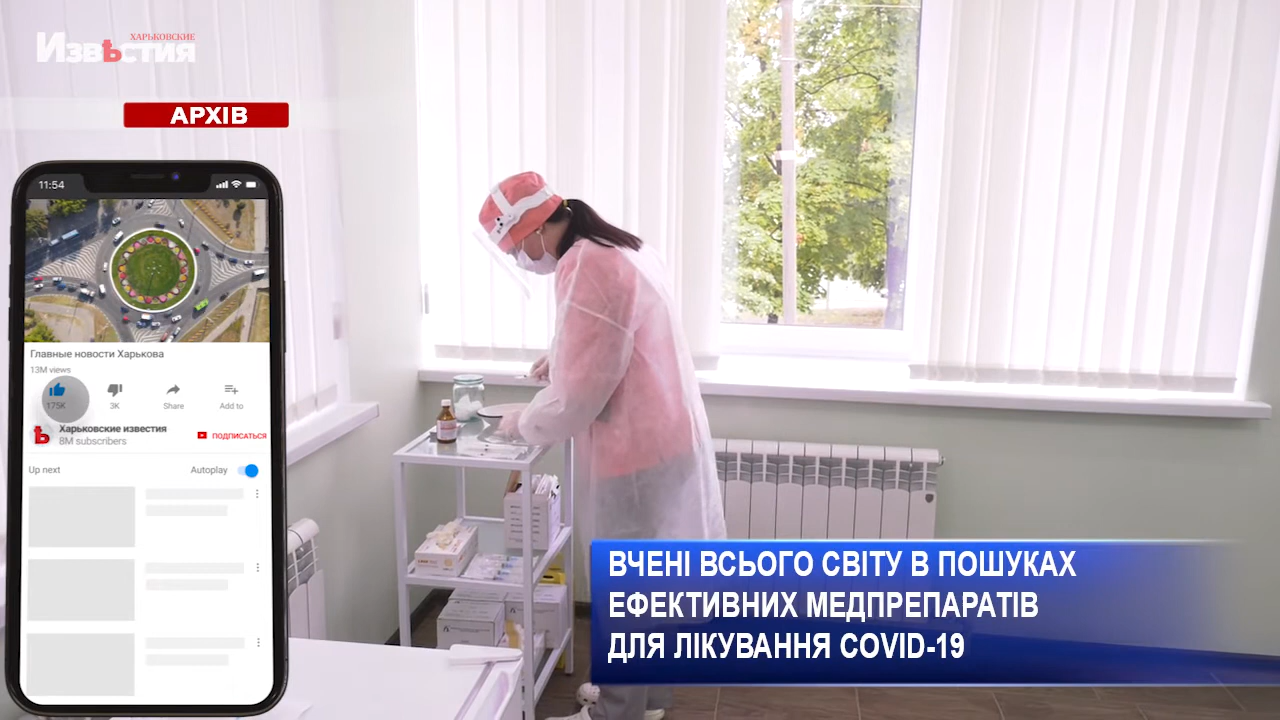 ХАРЬКОВСКИЕ
ИзвѢстия
АРХІВ
11:54
Главные новости Харькова
13M views
175K
3K
Share
Add to
Харьковские известия
8M subscribers
ПОДПИСАТЬСЯ
Up next
Autoplay
ВЧЕНІ ВСЬОГО СВІТУ В ПОШУКАХ
ЕФЕКТИВНИХ МЕДПРЕПАРАТІВ
ДЛЯ ЛІКУВАННЯ COVID-19